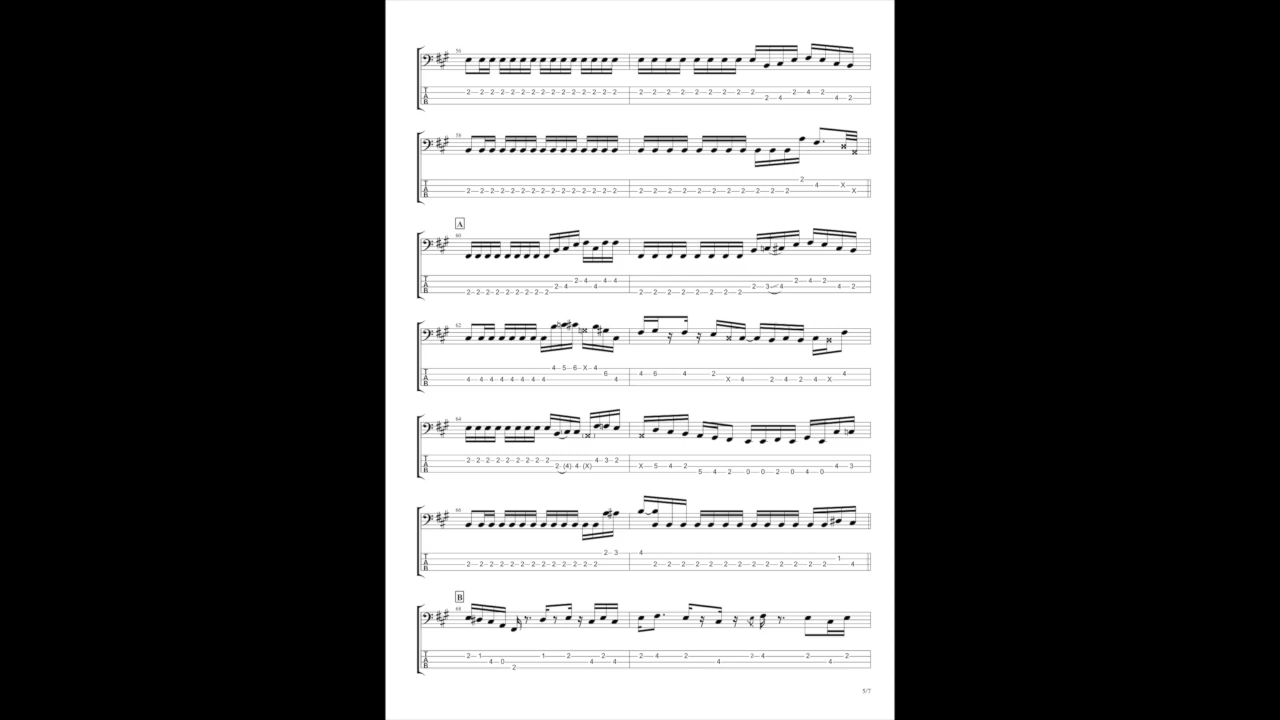 56
2 2 2 2 2 2 2 2 2 2 2 2 2 2 2 2 2 2 2 2 2 2 2 4 2 4 2 4 2
58
2 2 2 2 2 2 2 2 2 2 2 2 2 2 2 2 2 2 2 2 2 2 2 2 2 2 4 X X
A
60
2 2 2 2 2 2 2 2 2 4 2 4 4 4 4 2 2 2 2 2 2 2 2 3 4 2 4 2 4 2
62
4 4 4 4 4 4 4 4 4 5 6 X 4 6 4 4 6 4 2 X 4 2 4 2 4 X 4
64
2 2 2 2 2 2 2 2 2 (4) 4 (X) 4 3 2 X 5 4 2 5 4 2 0 0 2 0 4 0 4 3
66
2 2 2 2 2 2 2 2 2 2 2 2 2 3 4 2 2 2 2 2 2 2 2 2 2 2 2 2 1 4
B
68
2 1 4 0 2 1 2 4 2 4 2 4 2 4 2 4 2 4 2
5/7